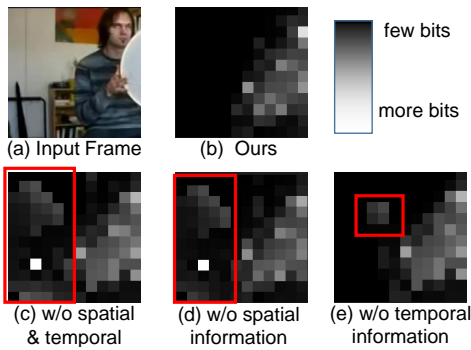 few bits
more bits
(a) Input Frame
(b) Ours
(c) w/o spatial
& temporal
(d) w/o spatial
information
(e) w/o temporal
information